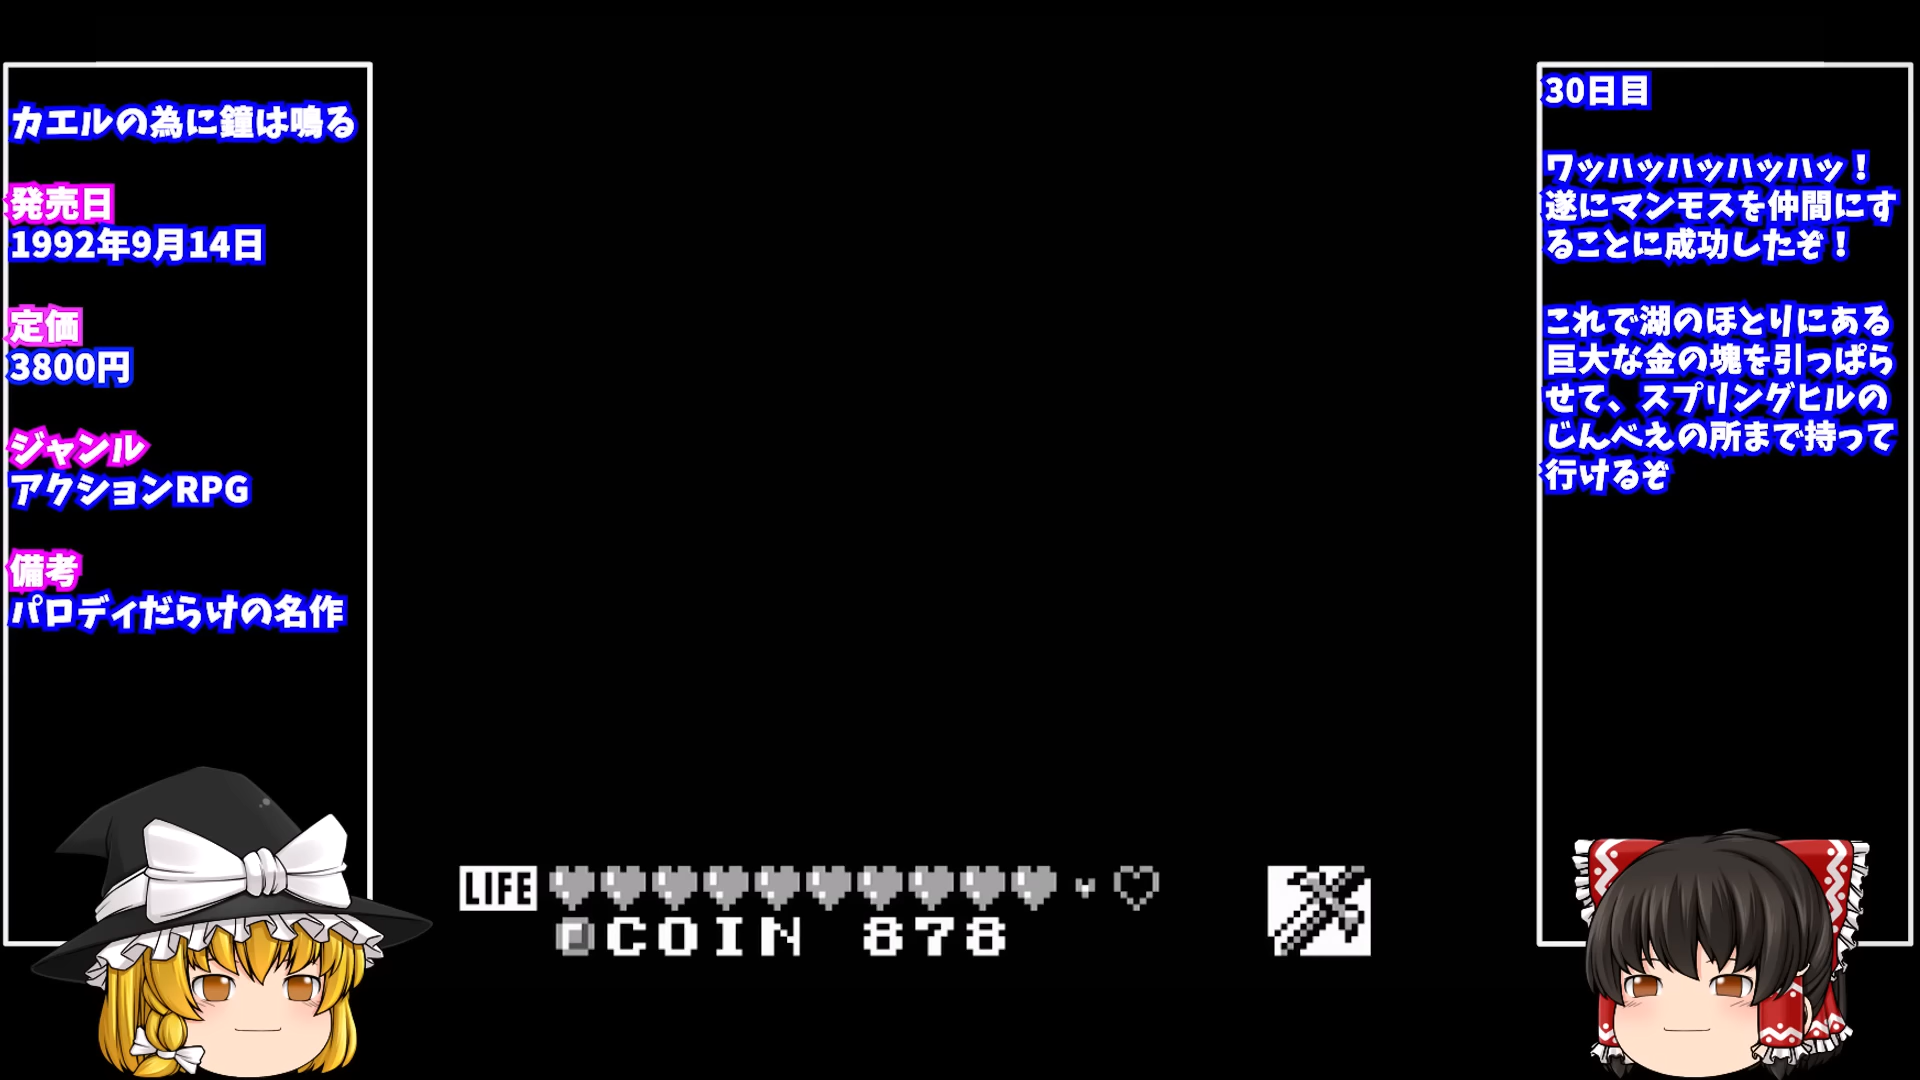 カエルの為に鐘は鳴る
発売日
1992年9月14日
定価
3800円
ジャンル
アクションRPG
備考
パロディだらけの名作
30日目
ワッハッハッハッハッ！
遂にマンモスを仲間にす
ることに成功したぞ！
これで湖のほとりにある
巨大な金の塊を引っぱら
せて、スプリングヒルの
じんべえの所まで持って
行けるぞ
LIFE
COIN 878